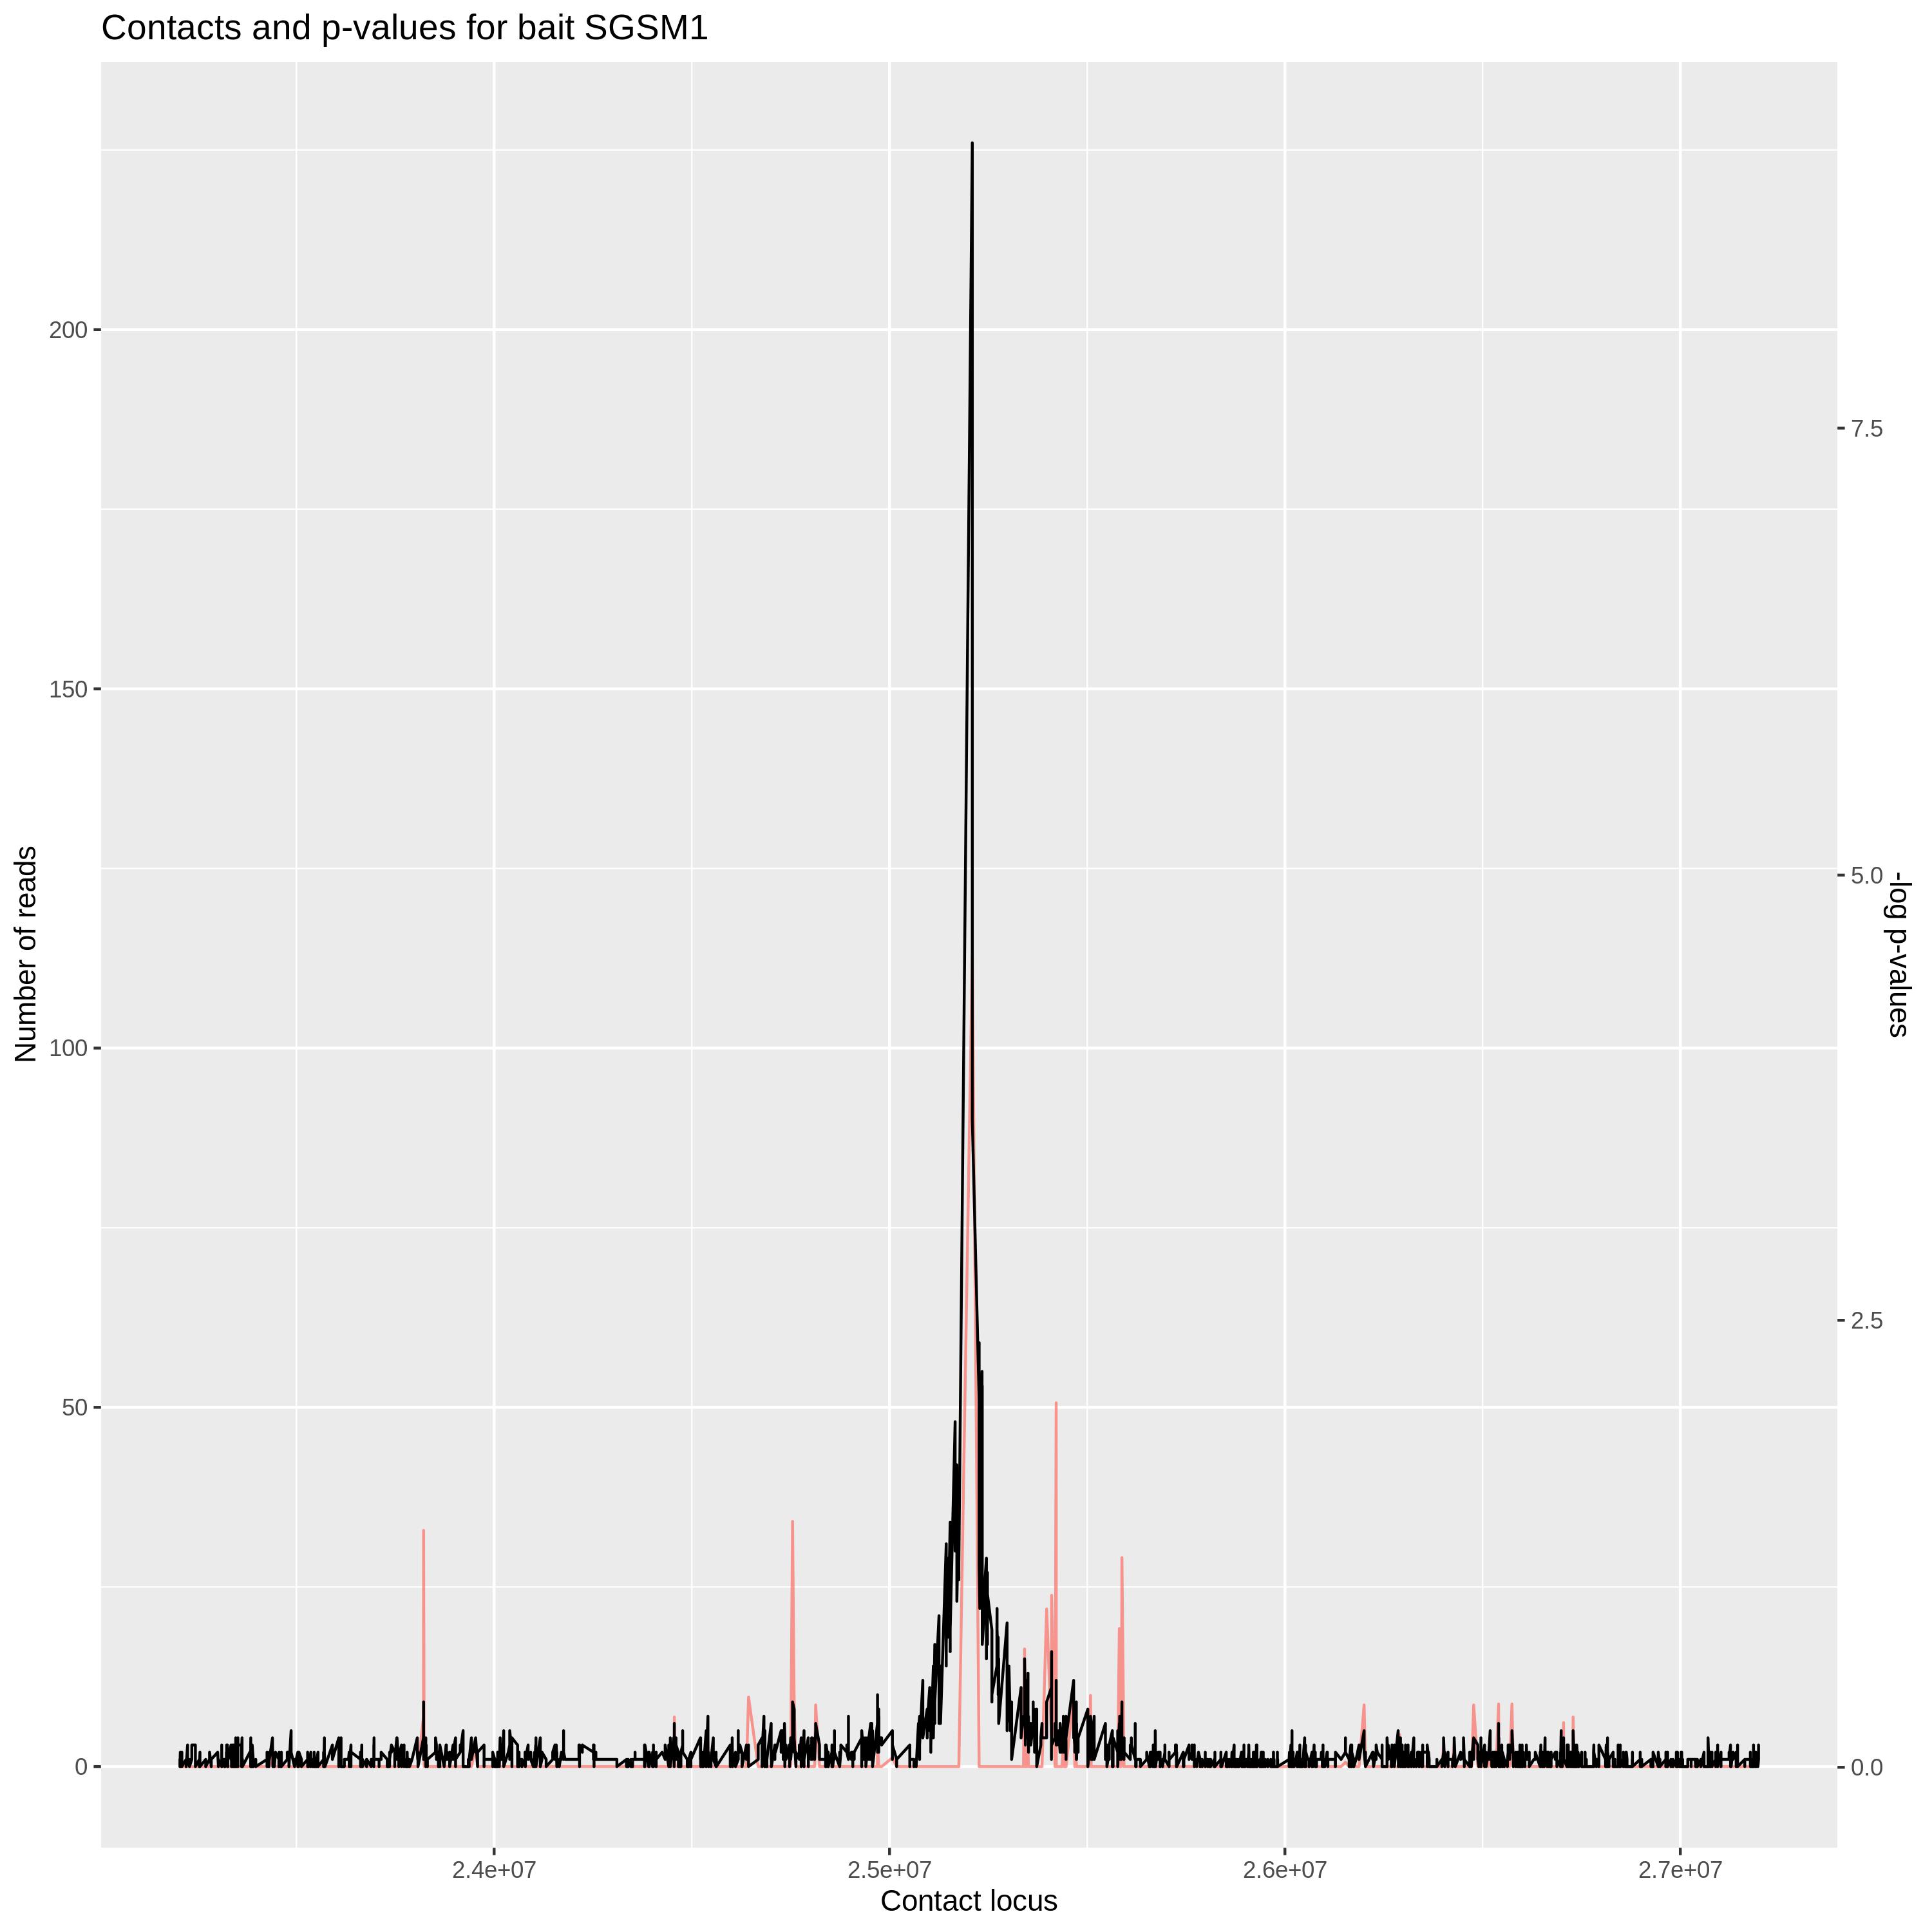 Contacts and p-values for bait SGSM1
200
150
100
50
0
Number of reads
7.5
5.0
2.5
0.0
-log p-values
2.4e+07
2.5e+07
2.6e+07
2.7e+07
Contact locus